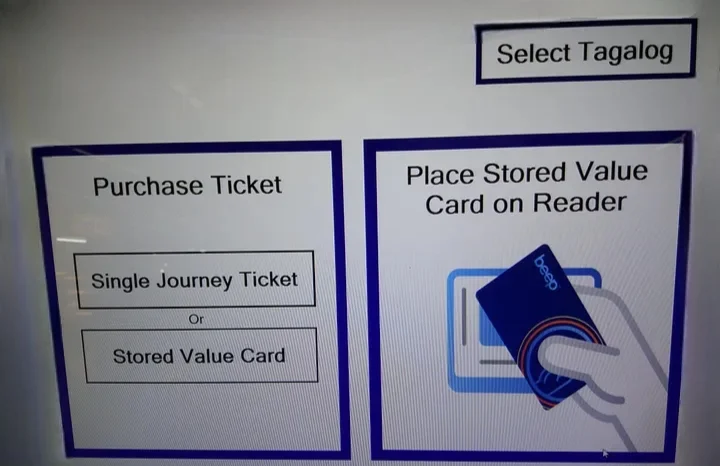 Select Tagalog
Purchase Ticket
Single Journey Ticket
Or
Stored Value Card
Place Stored Value
Card on Reader
beep